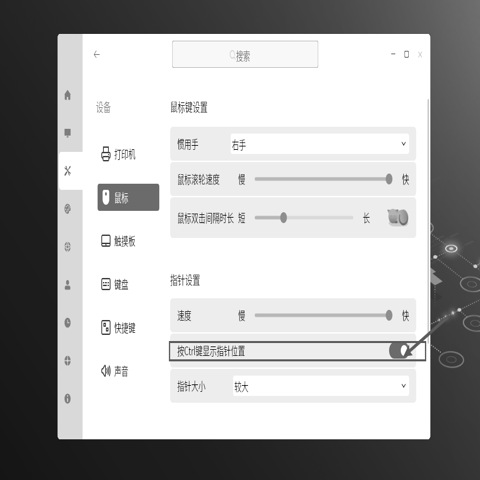 搜索
设备
打印机
鼠标
触摸板
键盘
快捷键
声音
鼠标键设置
惯用手 右手
鼠标滚轮速度 慢 快
鼠标双击间隔时长 短 长
指针设置
速度 慢 快
按Ctrl键显示指针位置
指针大小 较大